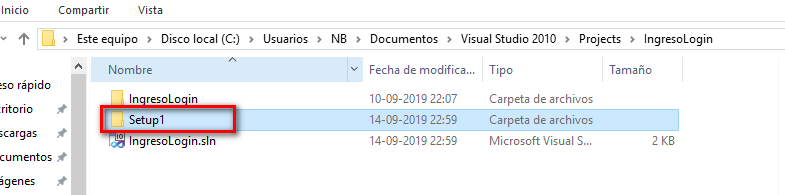 Inicio Compartir Vista
Este equipo > Disco local (C:) > Usuarios > NB > Documentos > Visual Studio 2010 > Projects > IngresoLogin
Nombre Fecha de modifica... Tipo Tamaño
eso rápido
IngresoLogin 10-09-2019 22:07 Carpeta de archivos
critorio
Setup1 14-09-2019 22:59 Carpeta de archivos
scargas
IngresoLogin.sln 14-09-2019 22:59 Microsoft Visual S... 2 KB
ocumentos
ágenes